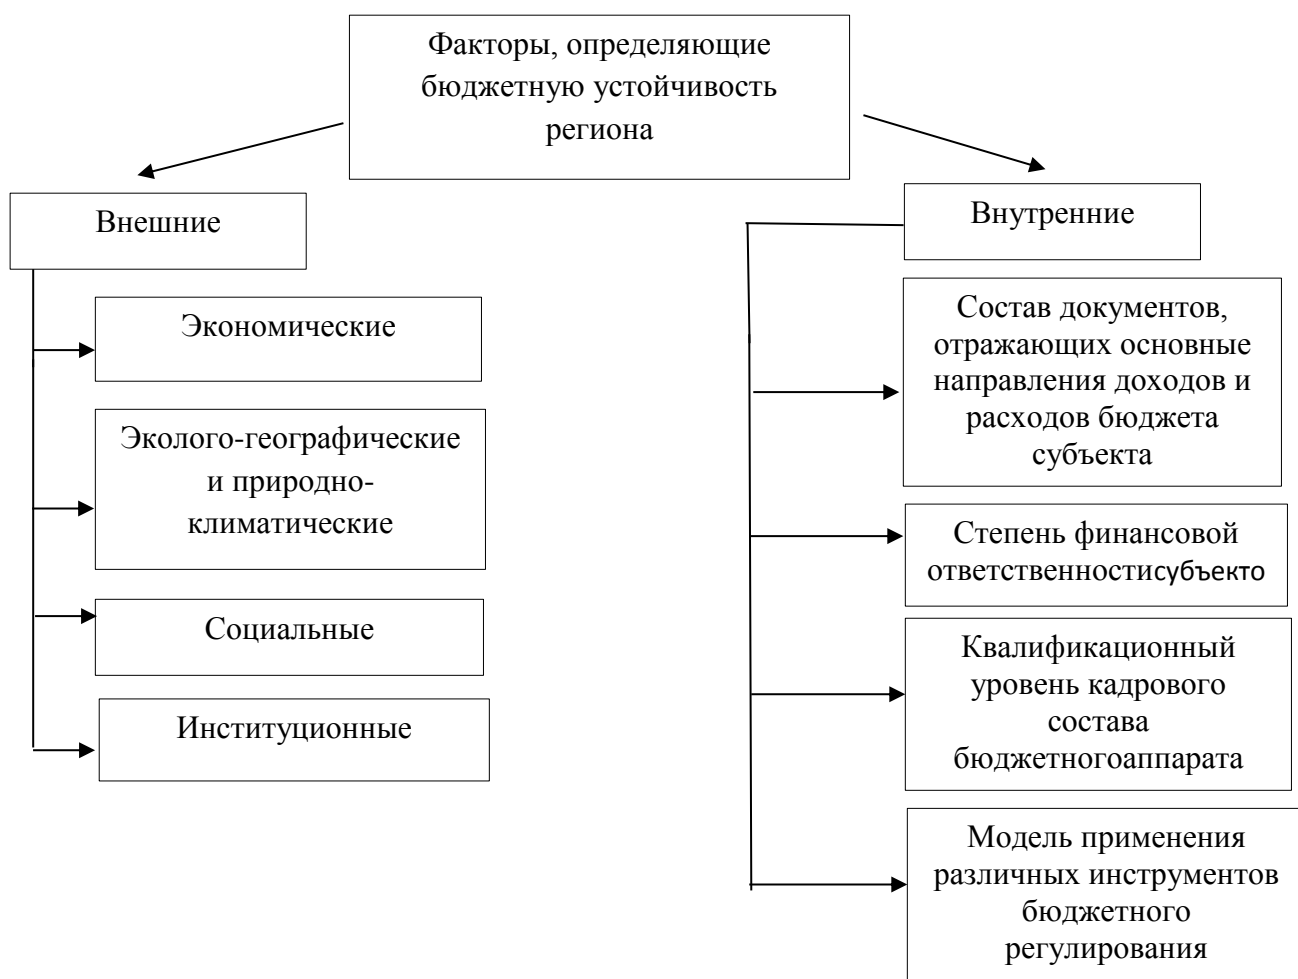 Факторы, определяющие
бюджетную устойчивость
региона
Внешние
Экономические
Эколого-географические
и природно-
климатические
Социальные
Институционные
Внутренние
Состав документов,
отражающих основные
направления доходов и
расходов бюджета
субъекта
Степень финансовой
ответственностисубъекто
Квалификационный
уровень кадрового
состава
бюджетногоаппарата
Модель применения
различных инструментов
бюджетного
регулирования